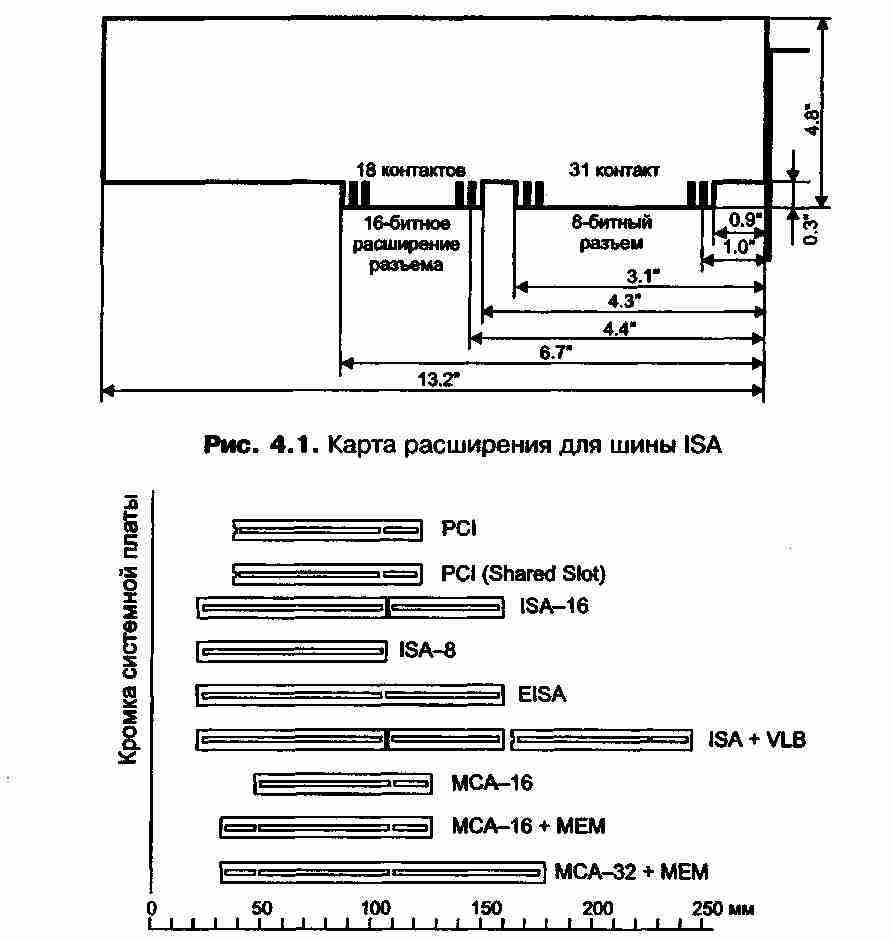 4.8"
18 контактов
31 контакт
16-битное
расширение
разъема
8-битный
разъем
0.9"
0.3"
1.0"
3.1"
4.3"
4.4"
6.7"
13.2"
Рис. 4.1. Карта расширения для шины ISA
Кромка системной платы
PCI
PCI (Shared Slot)
ISA–16
ISA–8
EISA
ISA + VLB
MCA–16
MCA–16 + MEM
MCA–32 + MEM
0 50 100 150 200 250 мм